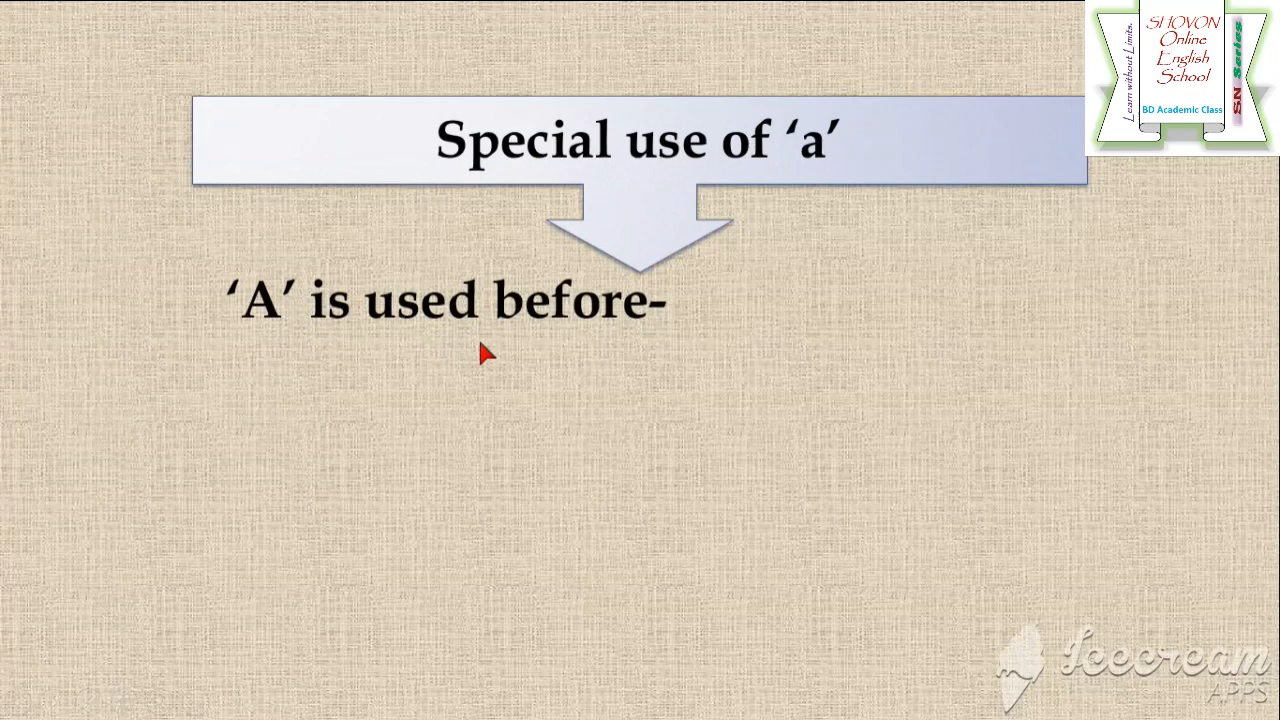 SHOVON
Online
English
School
Learn without Limits.
SN Series
BD Academic Class
Special use of ‘a’
‘A’ is used before-
Icecream
APPS